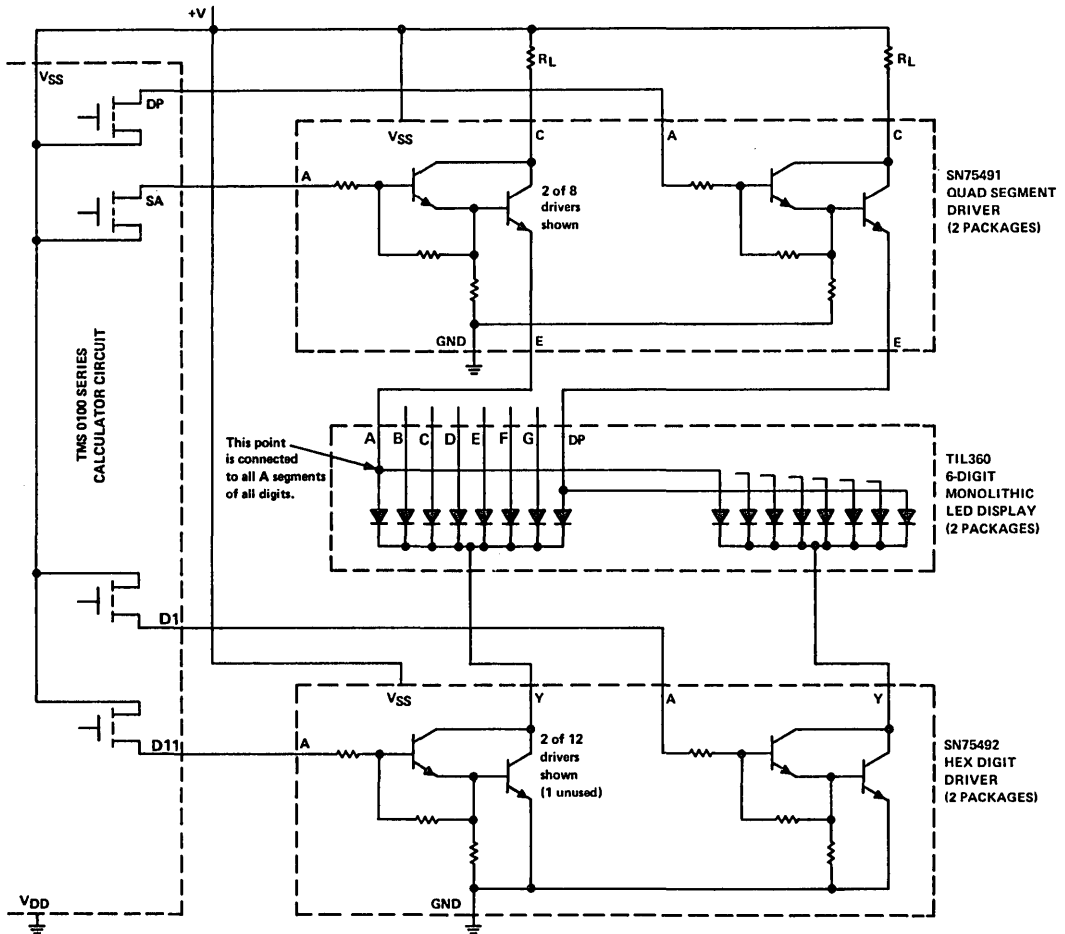 +V
VSS
RL
RL
DP
VSS
C
A
C
A
SA
2 of 8
drivers
shown
SN75491
QUAD SEGMENT
DRIVER
(2 PACKAGES)
GND
E
E
TMS 0100 SERIES
CALCULATOR CIRCUIT
This point
is connected
to all A segments
of all digits.
A B C D E F G DP
TIL360
6-DIGIT
MONOLITHIC
LED DISPLAY
(2 PACKAGES)
D1
VSS
Y
A
Y
D11
A
2 of 12
drivers
shown
(1 unused)
SN75492
HEX DIGIT
DRIVER
(2 PACKAGES)
GND
VDD